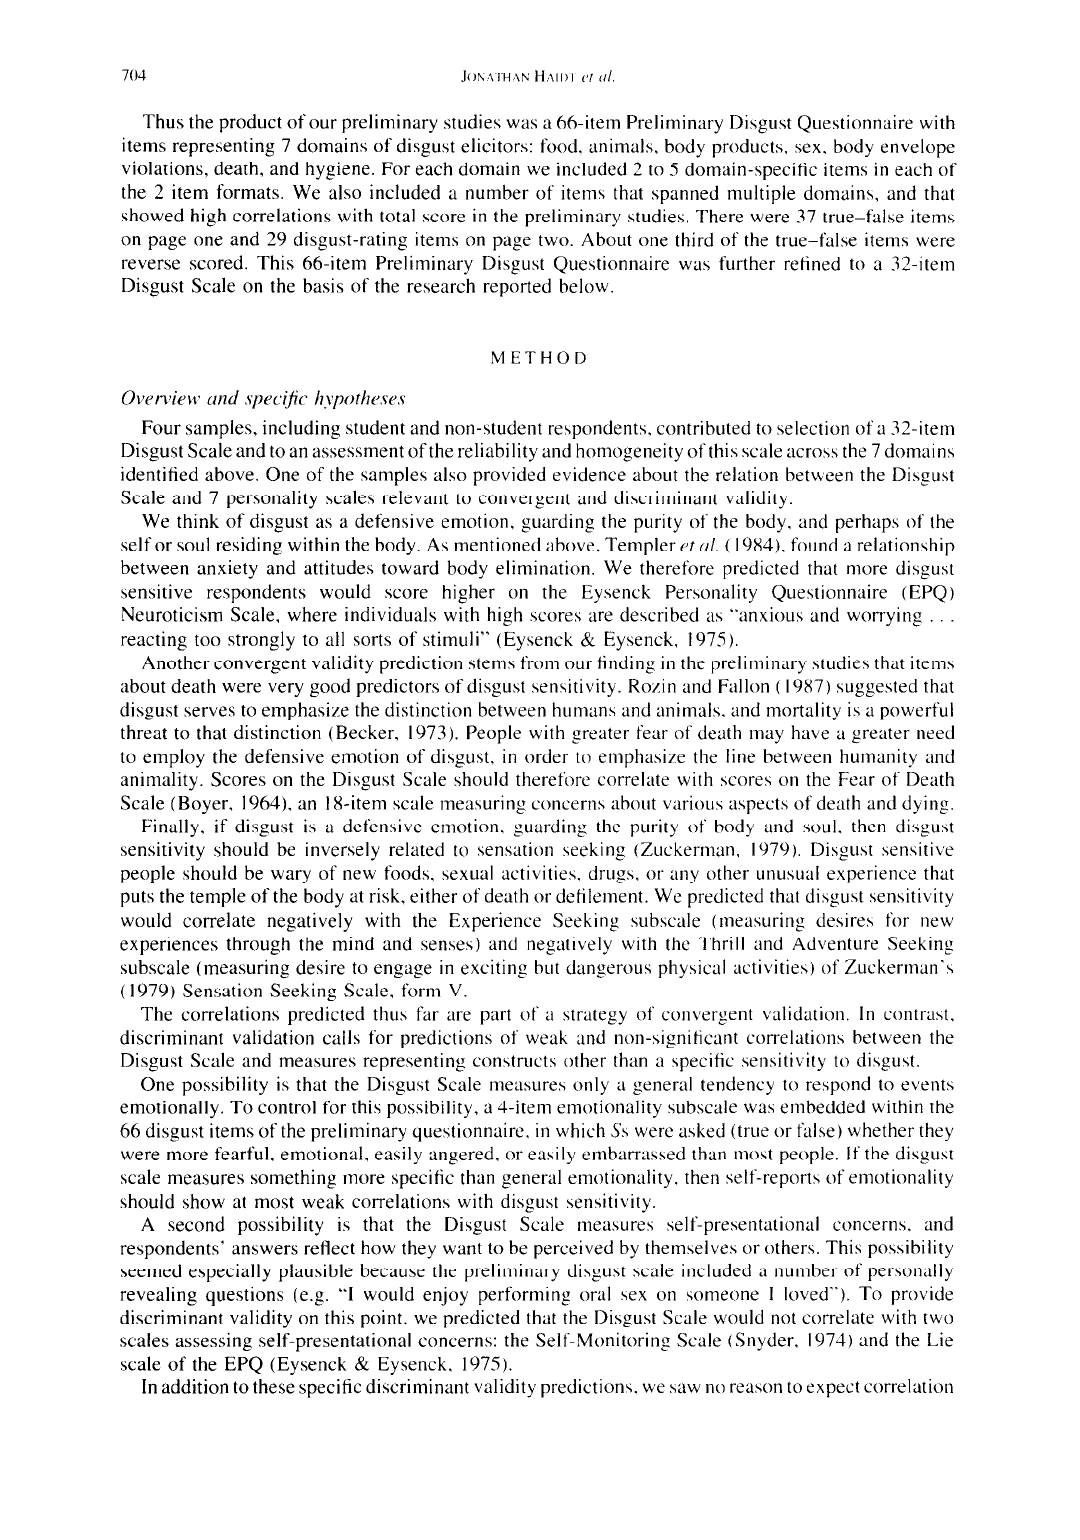 704
JONATHAN HAIDT et al.
Thus the product of our preliminary studies was a 66-item Preliminary Disgust Questionnaire with
items representing 7 domains of disgust elicitors: food, animals, body products, sex, body envelope
violations, death, and hygiene. For each domain we included 2 to 5 domain-specific items in each of
the 2 item formats. We also included a number of items that spanned multiple domains, and that
showed high correlations with total score in the preliminary studies. There were 37 true–false items
on page one and 29 disgust-rating items on page two. About one third of the true–false items were
reverse scored. This 66-item Preliminary Disgust Questionnaire was further refined to a 32-item
Disgust Scale on the basis of the research reported below.
METHOD
Overview and specific hypotheses
Four samples, including student and non-student respondents, contributed to selection of a 32-item
Disgust Scale and to an assessment of the reliability and homogeneity of this scale across the 7 domains
identified above. One of the samples also provided evidence about the relation between the Disgust
Scale and 7 personality scales relevant to convergent and discriminant validity.
We think of disgust as a defensive emotion, guarding the purity of the body, and perhaps of the
self or soul residing within the body. As mentioned above, Templer et al. (1984), found a relationship
between anxiety and attitudes toward body elimination. We therefore predicted that more disgust
sensitive respondents would score higher on the Eysenck Personality Questionnaire (EPQ)
Neuroticism Scale, where individuals with high scores are described as “anxious and worrying . . .
reacting too strongly to all sorts of stimuli” (Eysenck & Eysenck, 1975).
Another convergent validity prediction stems from our finding in the preliminary studies that items
about death were very good predictors of disgust sensitivity. Rozin and Fallon (1987) suggested that
disgust serves to emphasize the distinction between humans and animals, and mortality is a powerful
threat to that distinction (Becker, 1973). People with greater fear of death may have a greater need
to employ the defensive emotion of disgust, in order to emphasize the line between humanity and
animality. Scores on the Disgust Scale should therefore correlate with scores on the Fear of Death
Scale (Boyer, 1964), an 18-item scale measuring concerns about various aspects of death and dying.
Finally, if disgust is a defensive emotion, guarding the purity of body and soul, then disgust
sensitivity should be inversely related to sensation seeking (Zuckerman, 1979). Disgust sensitive
people should be wary of new foods, sexual activities, drugs, or any other unusual experience that
puts the temple of the body at risk, either of death or defilement. We predicted that disgust sensitivity
would correlate negatively with the Experience Seeking subscale (measuring desires for new
experiences through the mind and senses) and negatively with the Thrill and Adventure Seeking
subscale (measuring desire to engage in exciting but dangerous physical activities) of Zuckerman's
(1979) Sensation Seeking Scale, form V.
The correlations predicted thus far are part of a strategy of convergent validation. In contrast,
discriminant validation calls for predictions of weak and non-significant correlations between the
Disgust Scale and measures representing constructs other than a specific sensitivity to disgust.
One possibility is that the Disgust Scale measures only a general tendency to respond to events
emotionally. To control for this possibility, a 4-item emotionality subscale was embedded within the
66 disgust items of the preliminary questionnaire, in which Ss were asked (true or false) whether they
were more fearful, emotional, easily angered, or easily embarrassed than most people. If the disgust
scale measures something more specific than general emotionality, then self-reports of emotionality
should show at most weak correlations with disgust sensitivity.
A second possibility is that the Disgust Scale measures self-presentational concerns, and
respondents' answers reflect how they want to be perceived by themselves or others. This possibility
seemed especially plausible because the preliminary disgust scale included a number of personally
revealing questions (e.g. “I would enjoy performing oral sex on someone I loved”). To provide
discriminant validity on this point, we predicted that the Disgust Scale would not correlate with two
scales assessing self-presentational concerns: the Self-Monitoring Scale (Snyder, 1974) and the Lie
scale of the EPQ (Eysenck & Eysenck, 1975).
In addition to these specific discriminant validity predictions, we saw no reason to expect correlation